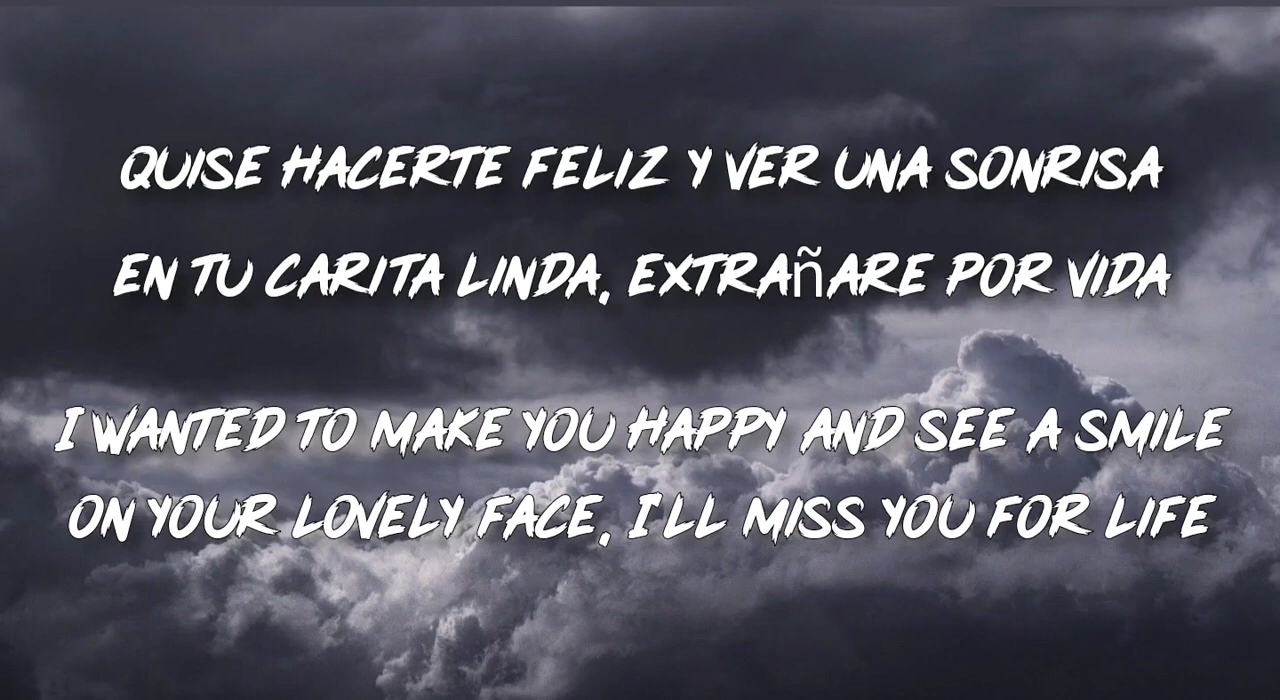 QUISE HACERTE FELIZ Y VER UNA SONRISA
EN TU CARITA LINDA, EXTRAñARE POR VIDA
I WANTED TO MAKE YOU HAPPY AND SEE A SMILE
ON YOUR LOVELY FACE, I'LL MISS YOU FOR LIFE